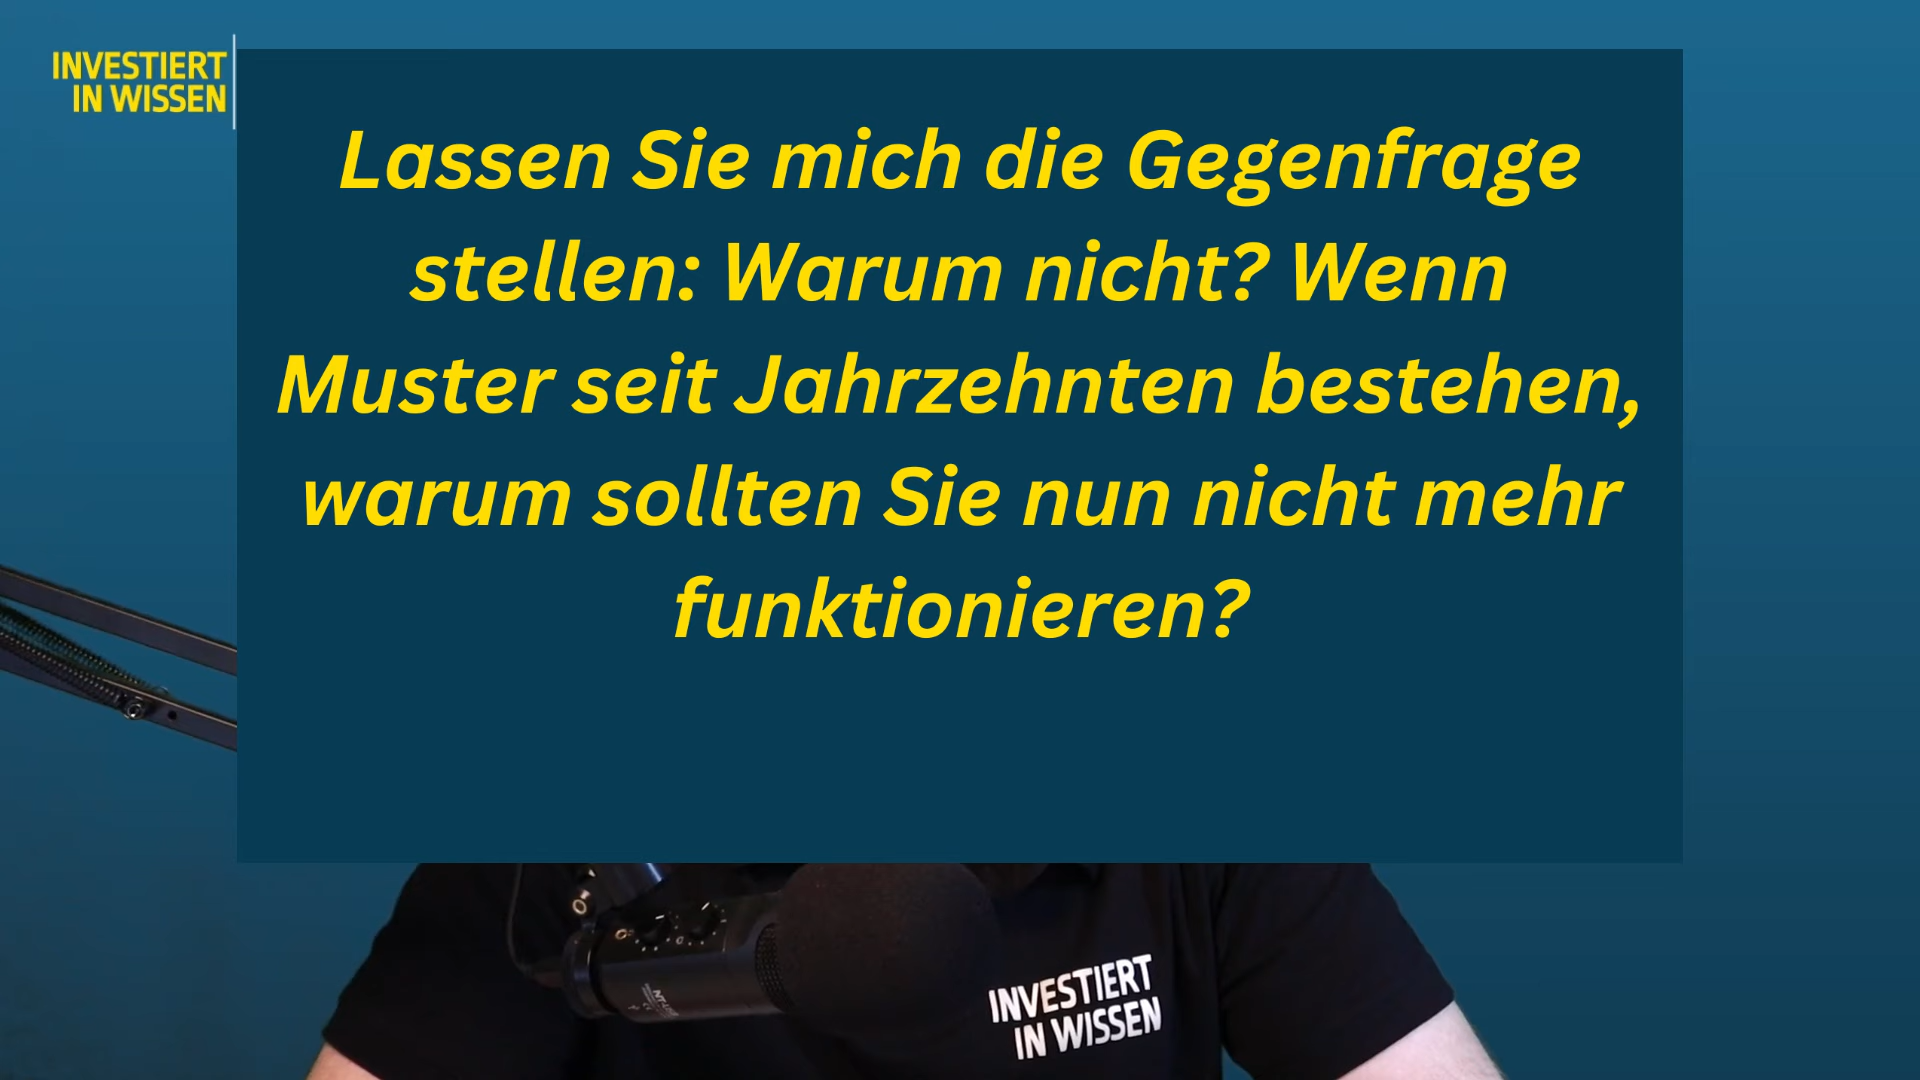 INVESTIERT
IN WISSEN
Lassen Sie mich die Gegenfrage
stellen: Warum nicht? Wenn
Muster seit Jahrzehnten bestehen,
warum sollten Sie nun nicht mehr
funktionieren?
INVESTIERT
IN WISSEN